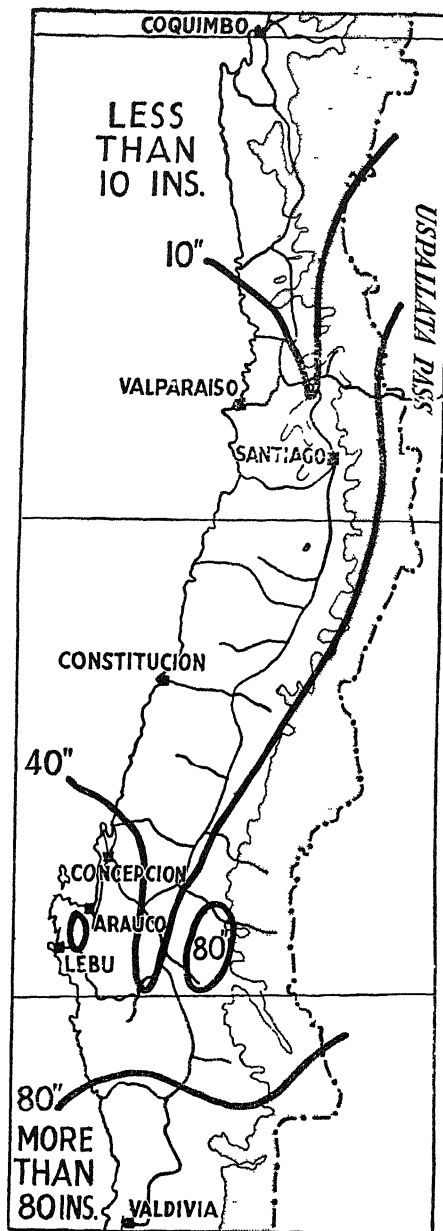 COQUIMBO
LESS
THAN
10 INS.
10"
USPALLATA PASS
VALPARAISO
SANTIAGO
CONSTITUCION
40"
CONCEPCION
ARAUCO
80"
LEBU
80"
MORE
THAN
80 INS.
VALDIVIA